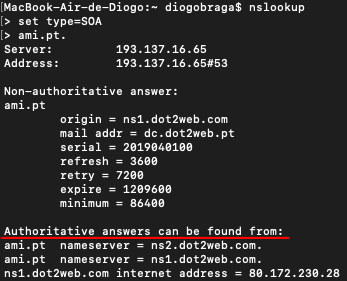 [MacBook-Air-de-Diogo:~ diogobraga$ nslookup
[> set type=SOA
[> ami.pt.
Server: 193.137.16.65
Address: 193.137.16.65#53
Non-authoritative answer:
ami.pt
origin = ns1.dot2web.com
mail addr = dc.dot2web.pt
serial = 2019040100
refresh = 3600
retry = 7200
expire = 1209600
minimum = 86400
Authoritative answers can be found from:
ami.pt nameserver = ns2.dot2web.com.
ami.pt nameserver = ns1.dot2web.com.
ns1.dot2web.com internet address = 80.172.230.28